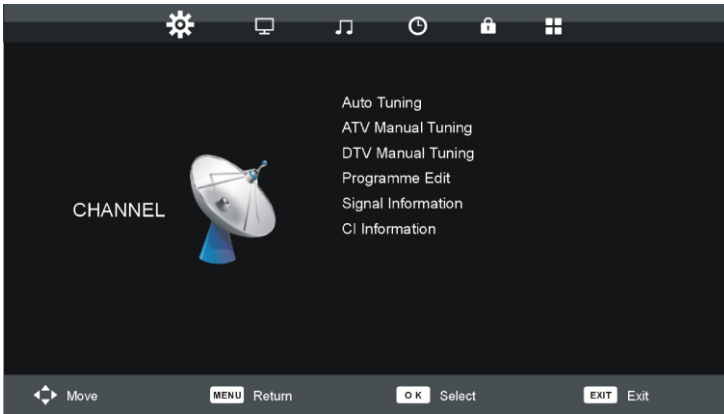 Auto Tuning
ATV Manual Tuning
DTV Manual Tuning
Programme Edit
Signal Information
CI Information
CHANNEL
Move MENU Return OK Select EXIT Exit